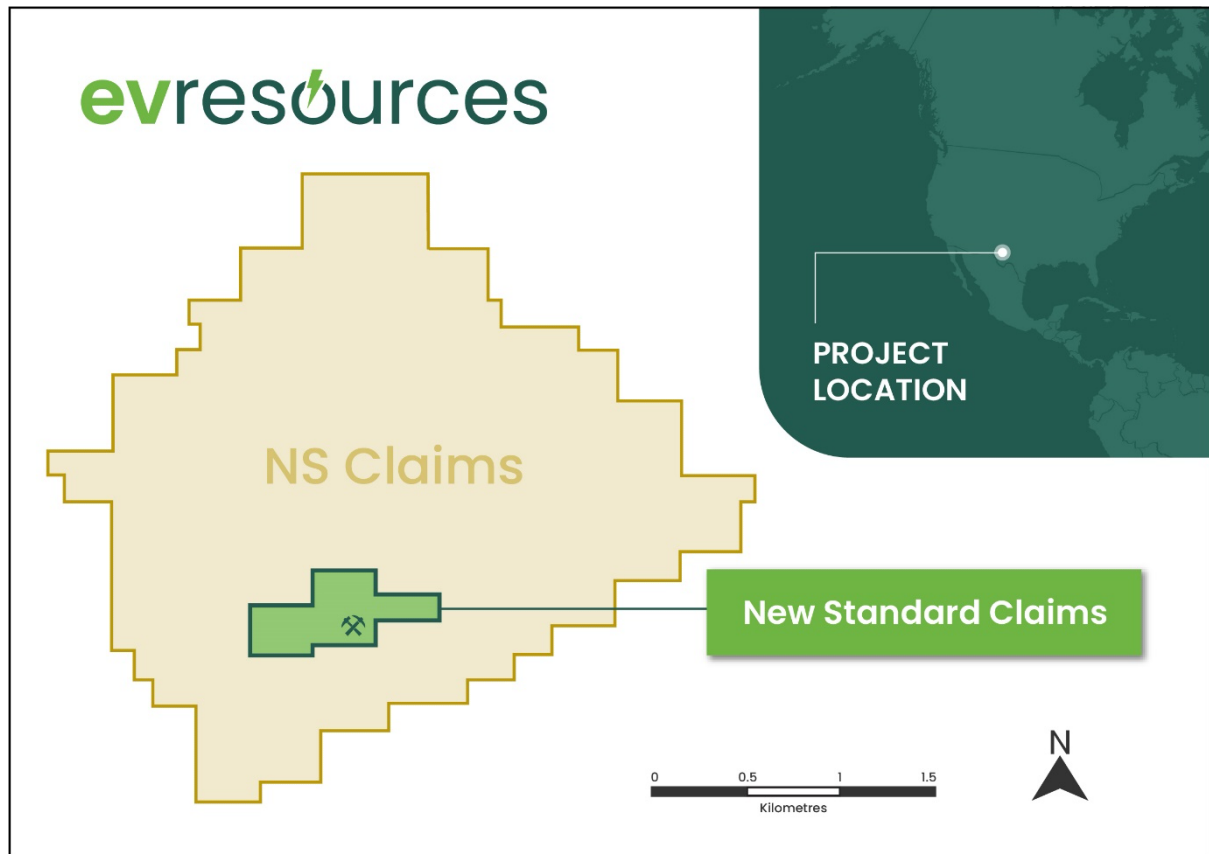 evresources
PROJECT
LOCATION
NS Claims
New Standard Claims
N
0 0.5 1 1.5
Kilometres